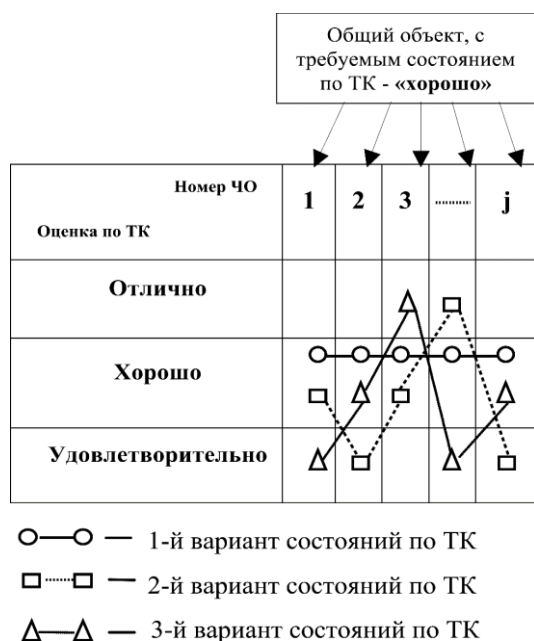 Общий объект, с
требуемым состоянием
по ТК - «хорошо»
Номер ЧО
Оценка по ТК
1 2 3 ......... j
Отлично
Хорошо
Удовлетворительно
— 1-й вариант состояний по ТК
— 2-й вариант состояний по ТК
— 3-й вариант состояний по ТК